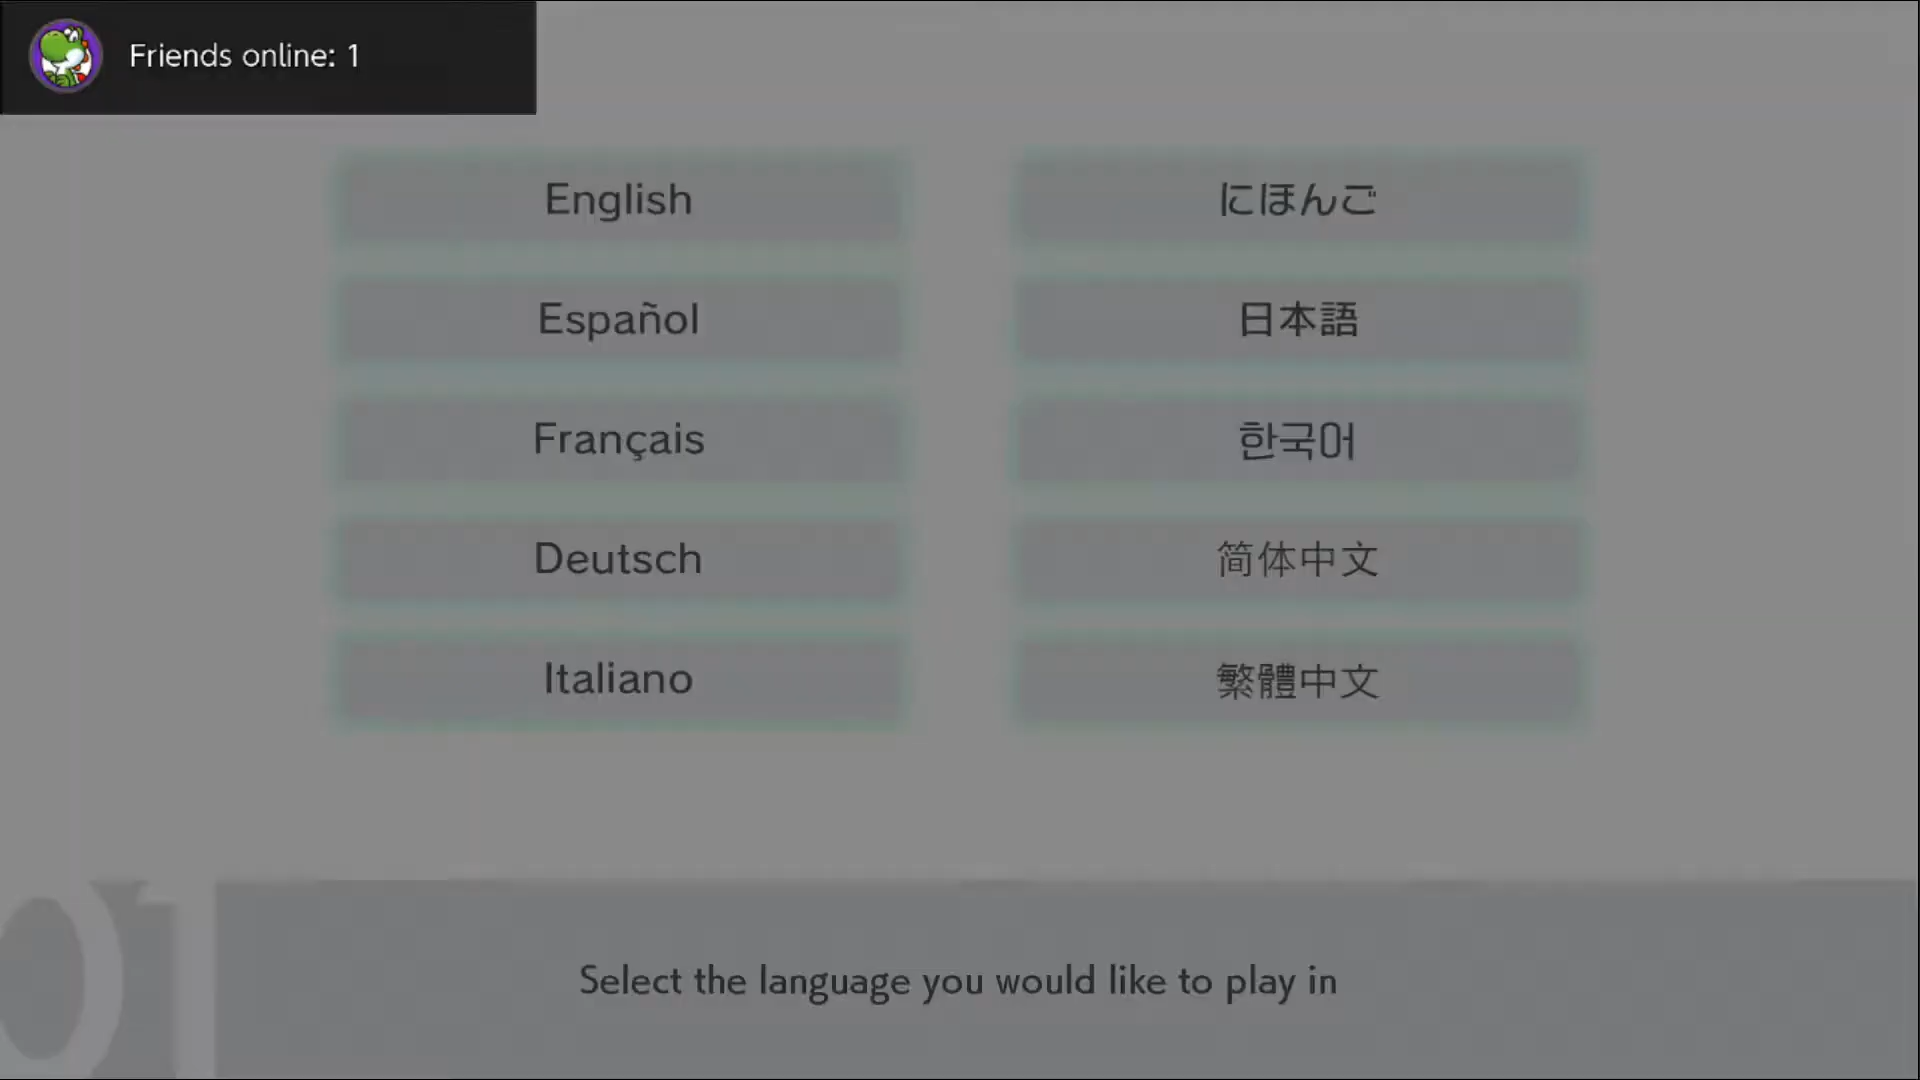 Friends online: 1
English
にほんご
Español
日本語
Français
한국어
Deutsch
简体中文
Italiano
繁體中文
01
Select the language you would like to play in